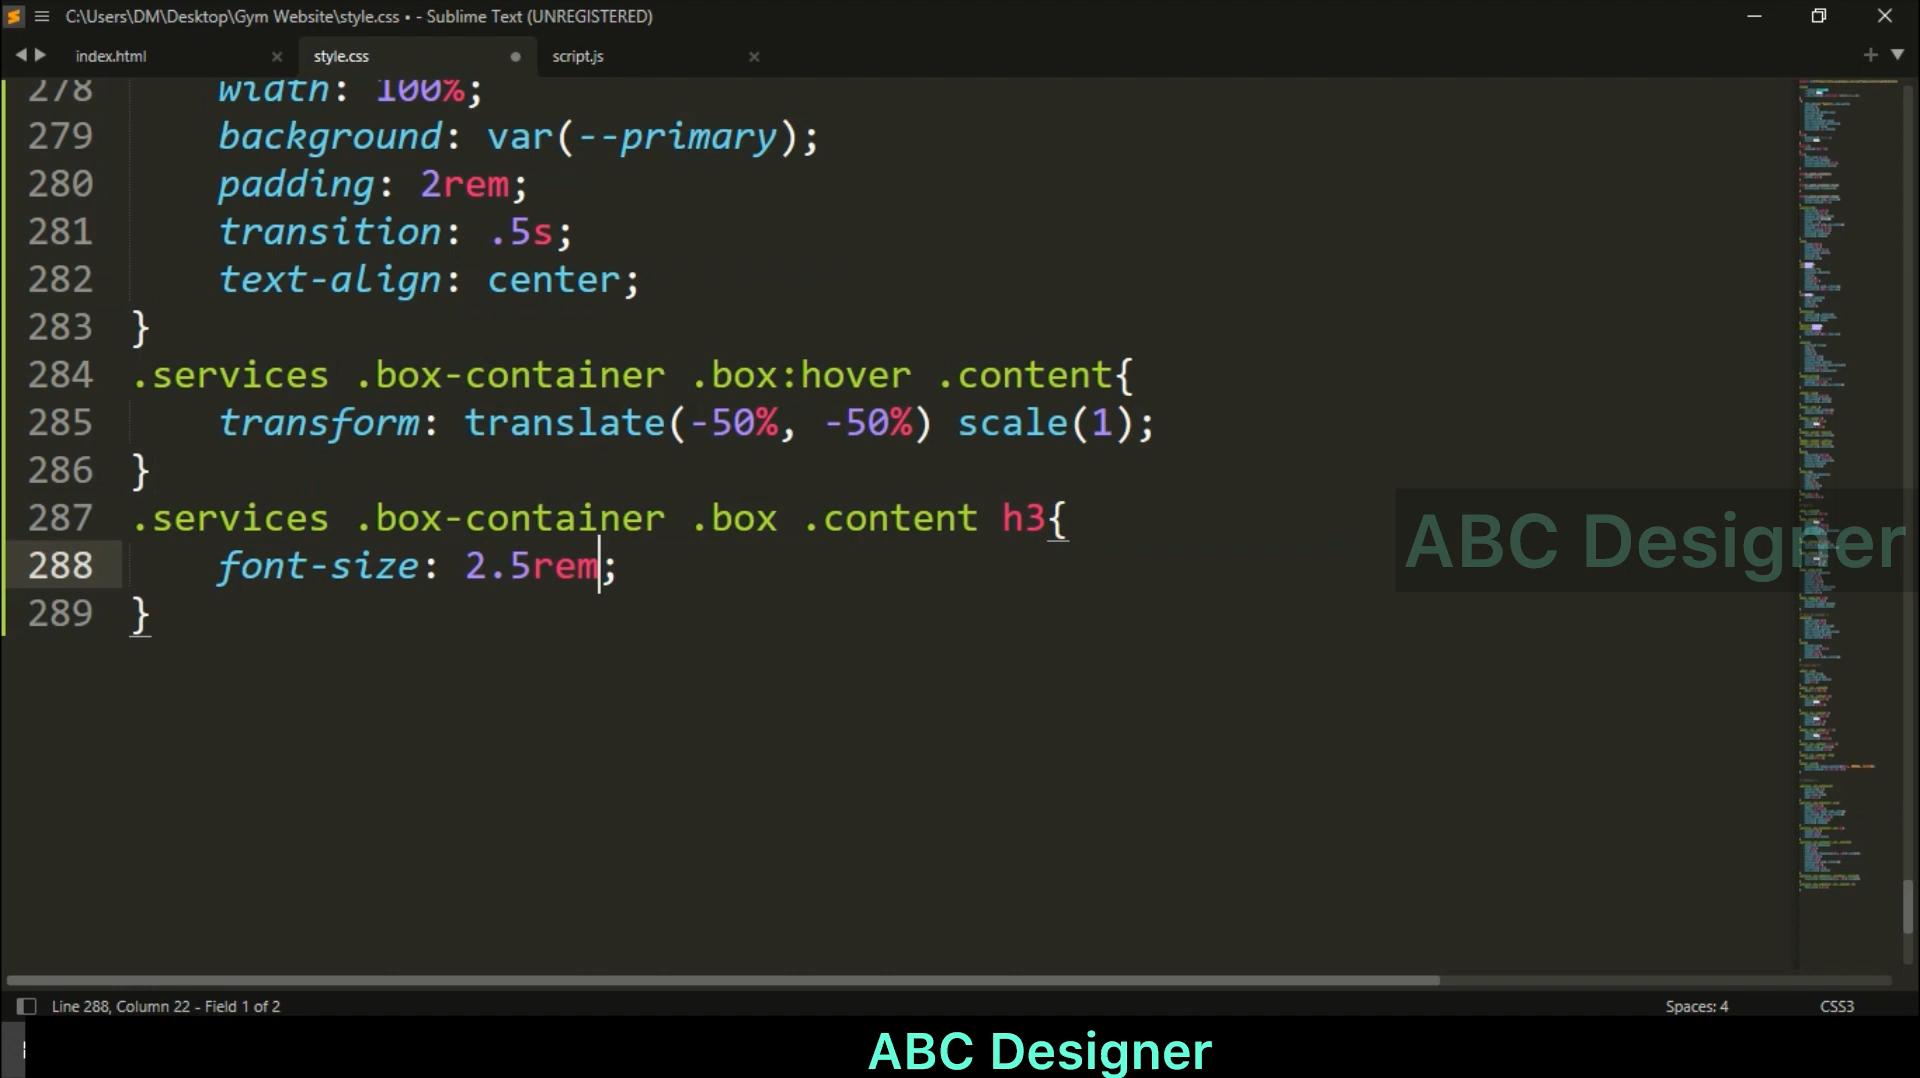 C:\Users\DM\Desktop\Gym Website\style.css • - Sublime Text (UNREGISTERED)
index.html
style.css
script.js
278 width: 100%;
279 background: var(--primary);
280 padding: 2rem;
281 transition: .5s;
282 text-align: center;
283 }
284 .services .box-container .box:hover .content{
285 transform: translate(-50%, -50%) scale(1);
286 }
287 .services .box-container .box .content h3{
288 font-size: 2.5rem;
289 }
ABC Designer
Line 288, Column 22 - Field 1 of 2
Spaces: 4
CSS3
ABC Designer